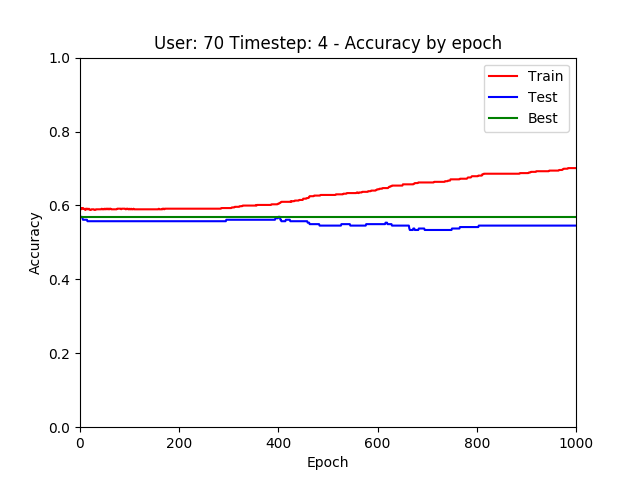 User: 70 Timestep: 4 - Accuracy by epoch
Train
Test
Best
1.0
0.8
0.6
0.4
0.2
0.0
Accuracy
0 200 400 600 800 1000
Epoch